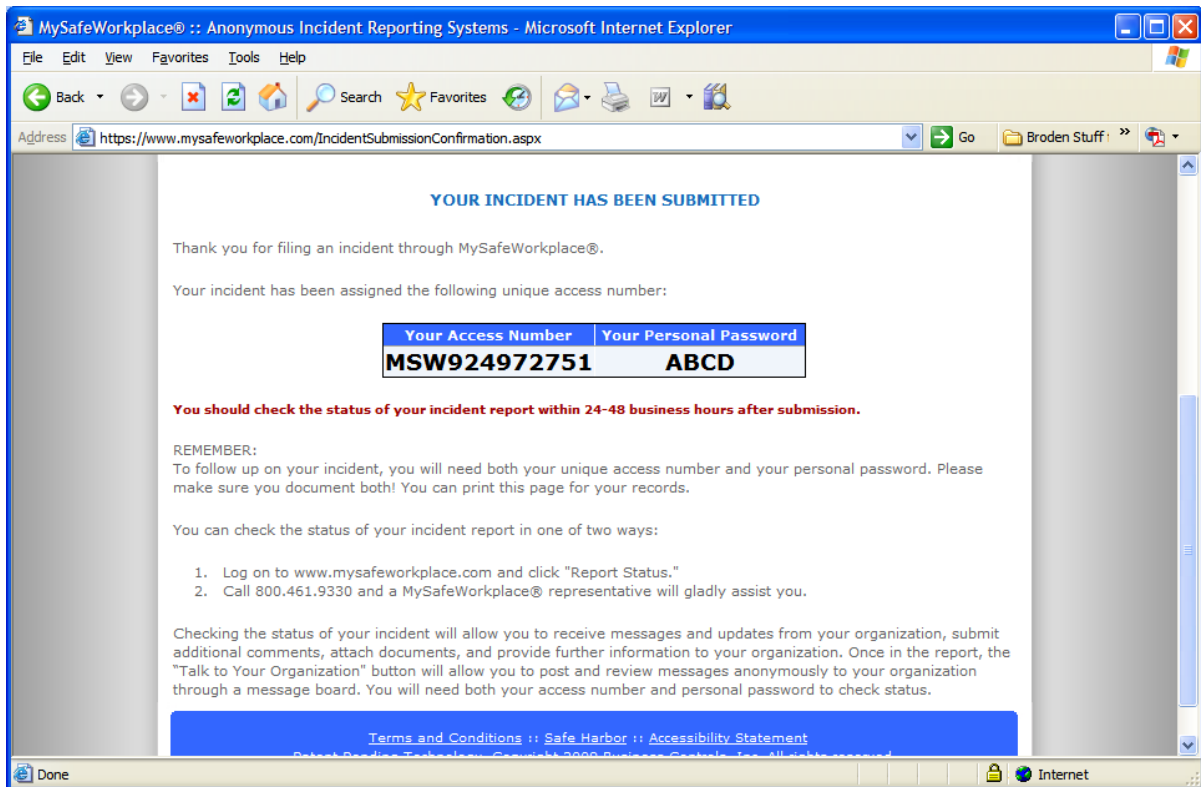 MySafeWorkplace® :: Anonymous Incident Reporting Systems - Microsoft Internet Explorer
File Edit View Favorites Tools Help
Back Search Favorites
Address https://www.mysafeworkplace.com/IncidentSubmissionConfirmation.aspx Go Broden Stuff »
YOUR INCIDENT HAS BEEN SUBMITTED
Thank you for filing an incident through MySafeWorkplace®.
Your incident has been assigned the following unique access number:
Your Access Number Your Personal Password
MSW924972751 ABCD
You should check the status of your incident report within 24-48 business hours after submission.
REMEMBER:
To follow up on your incident, you will need both your unique access number and your personal password. Please
make sure you document both! You can print this page for your records.
You can check the status of your incident report in one of two ways:
1. Log on to www.mysafeworkplace.com and click "Report Status."
2. Call 800.461.9330 and a MySafeWorkplace® representative will gladly assist you.
Checking the status of your incident will allow you to receive messages and updates from your organization, submit
additional comments, attach documents, and provide further information to your organization. Once in the report, the
"Talk to Your Organization" button will allow you to post and review messages anonymously to your organization
through a message board. You will need both your access number and personal password to check status.
Terms and Conditions :: Safe Harbor :: Accessibility Statement
Patent Pending Technology. Copyright 2009 Business Controls, Inc. All rights reserved
Done Internet